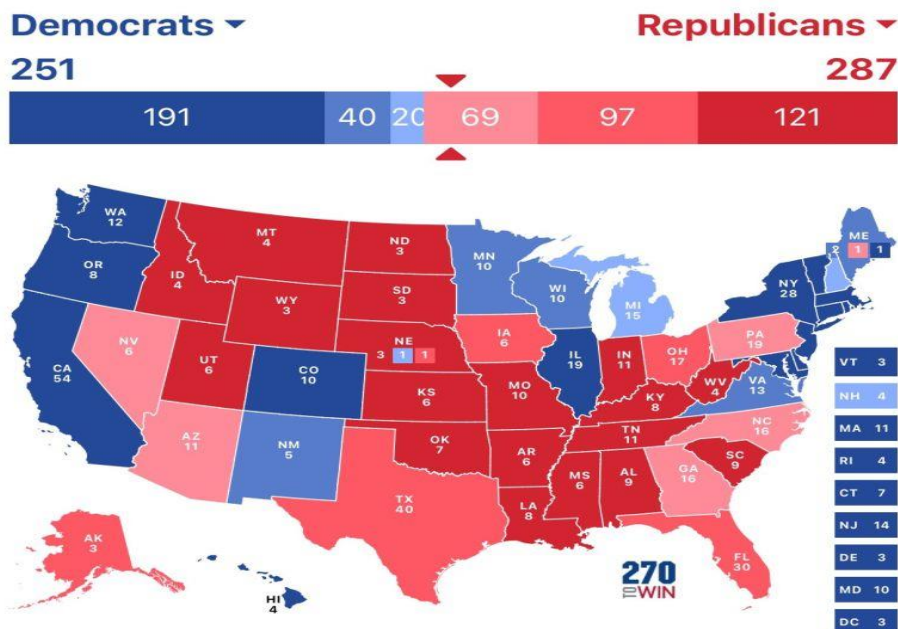 Democrats Republicans
251 287
191 40 20 69 97 121
WA
12
OR
8
CA
54
NV
6
ID
4
MT
4
WY
3
UT
6
AZ
11
CO
10
NM
5
ND
3
SD
3
NE
3 1 1
KS
6
OK
7
TX
40
MN
10
IA
6
MO
10
AR
6
LA
8
WI
10
IL
19
MI
15
IN
11
OH
17
KY
8
TN
11
MS
6
AL
9
GA
16
FL
30
SC
9
NC
16
VA
13
WV
4
PA
19
NY
28
ME
2 1 1
AK
3
HI
4
VT 3
NH 4
MA 11
RI 4
CT 7
NJ 14
DE 3
MD 10
DC 3
270
TO WIN